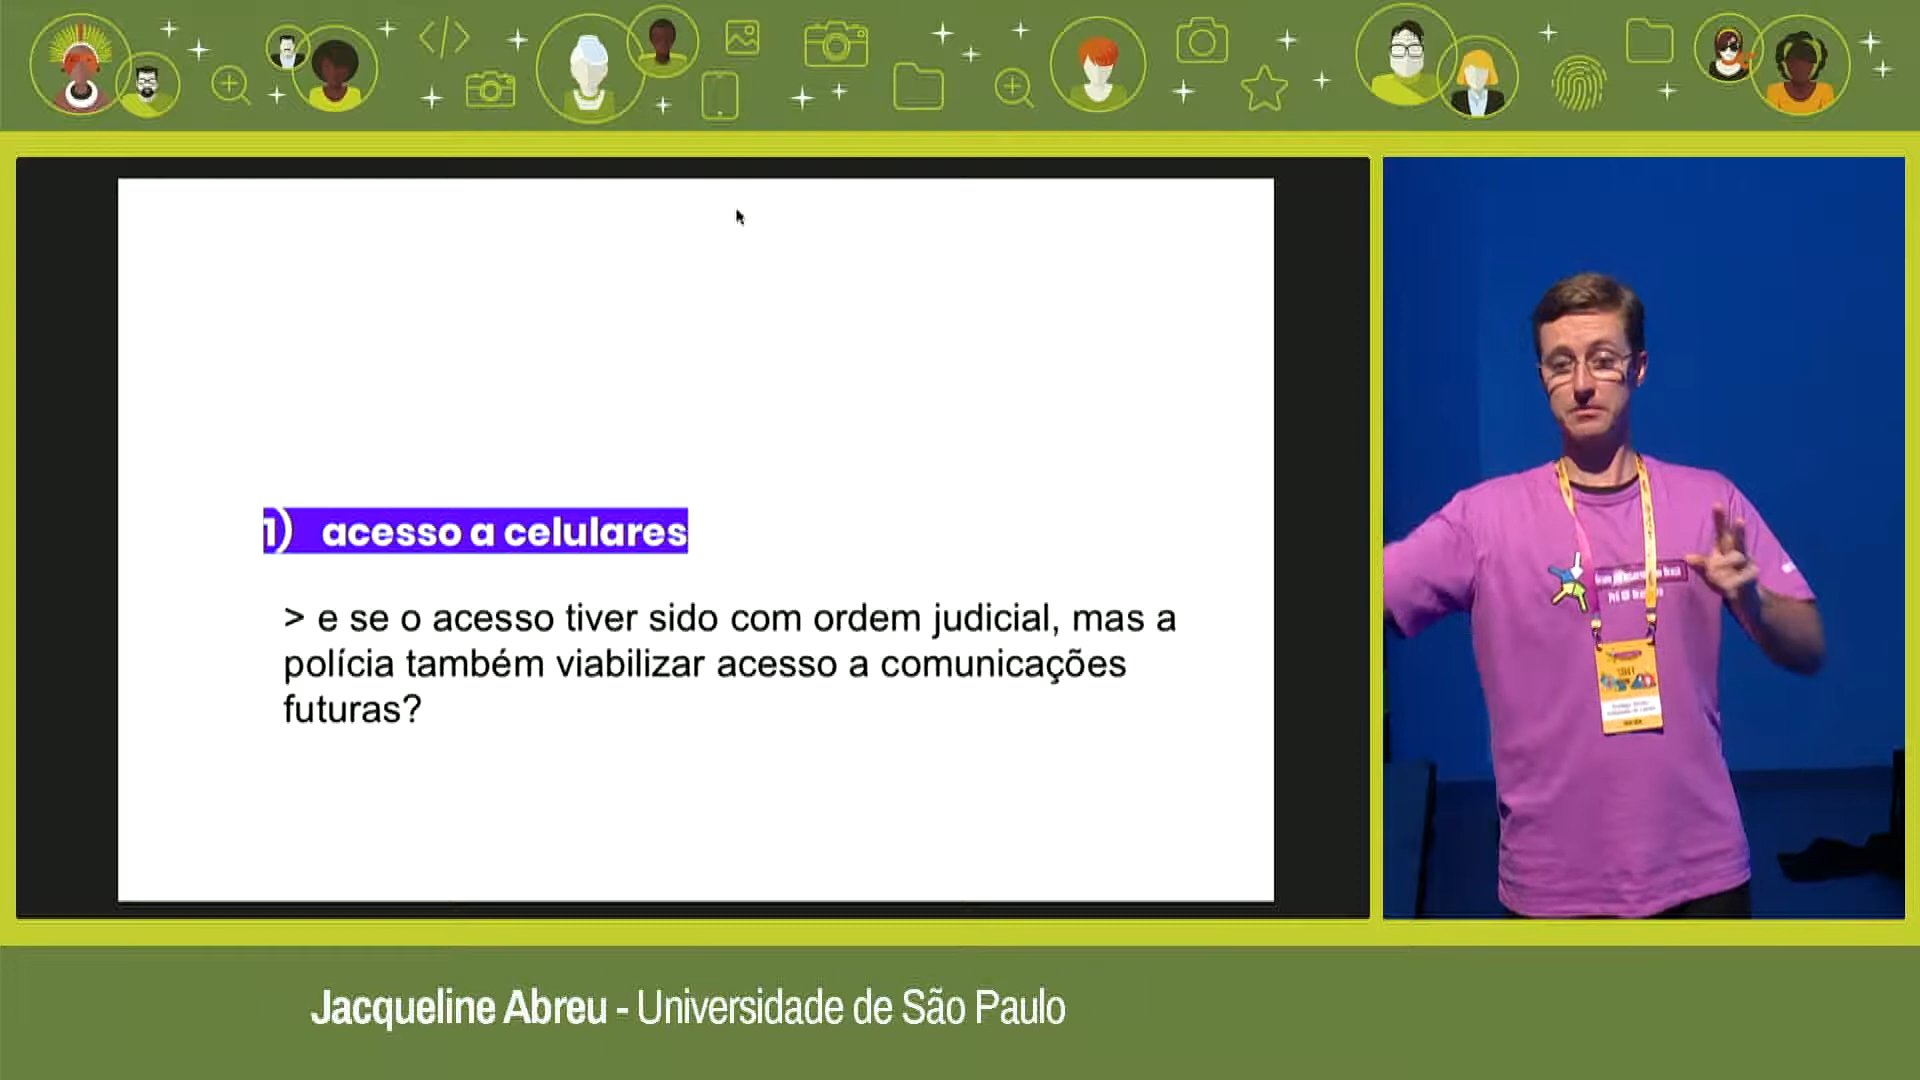 1) acesso a celulares
> e se o acesso tiver sido com ordem judicial, mas a
polícia também viabilizar acesso a comunicações
futuras?
Jacqueline Abreu - Universidade de São Paulo